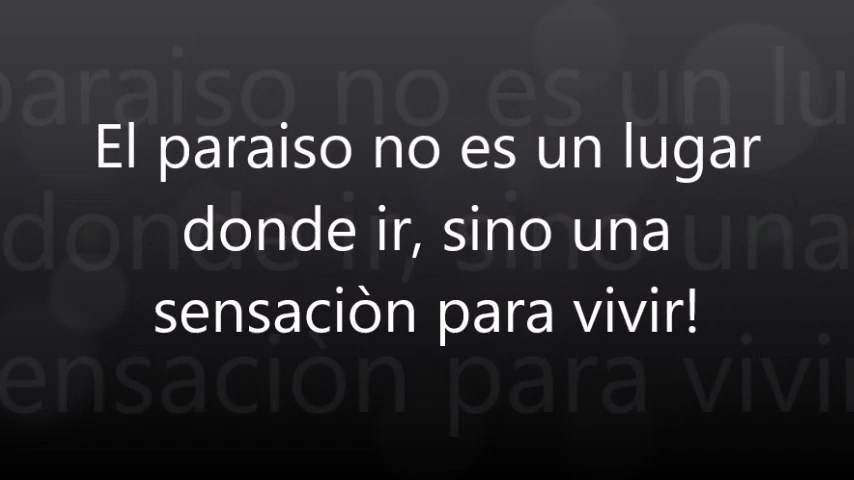 El paraiso no es un lugar
donde ir, sino una
sensaciòn para vivir!